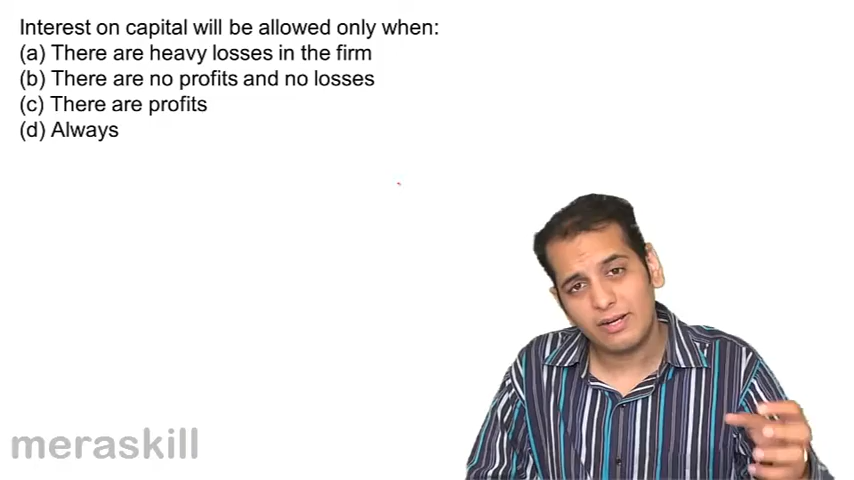 Interest on capital will be allowed only when:
(a) There are heavy losses in the firm
(b) There are no profits and no losses
(c) There are profits
(d) Always
meraskill